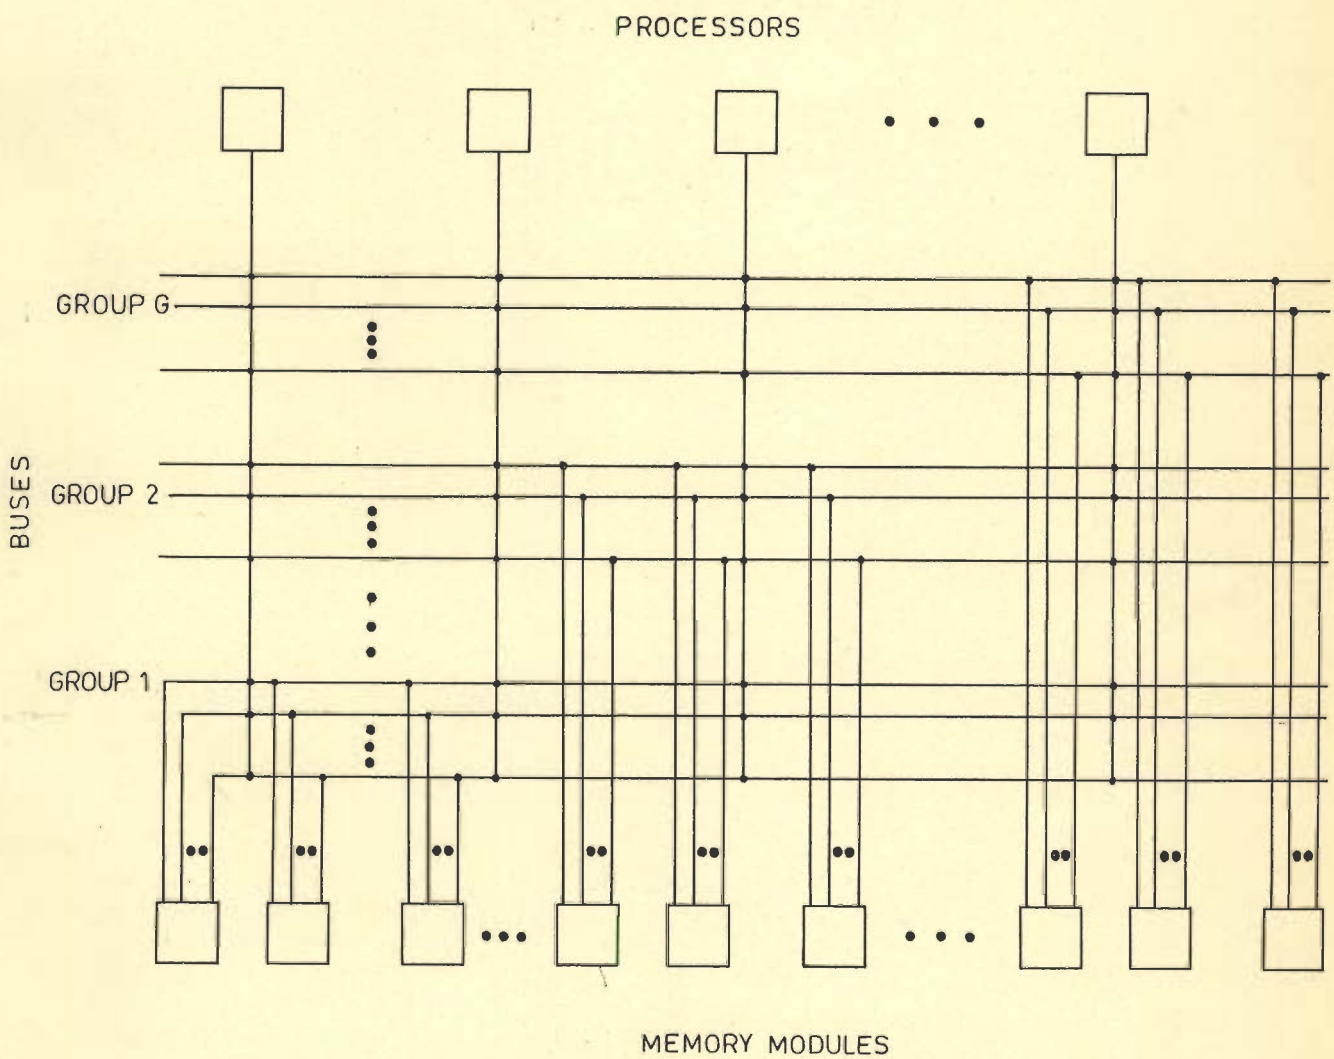 PROCESSORS
GROUP G
BUSES
GROUP 2
GROUP 1
MEMORY MODULES